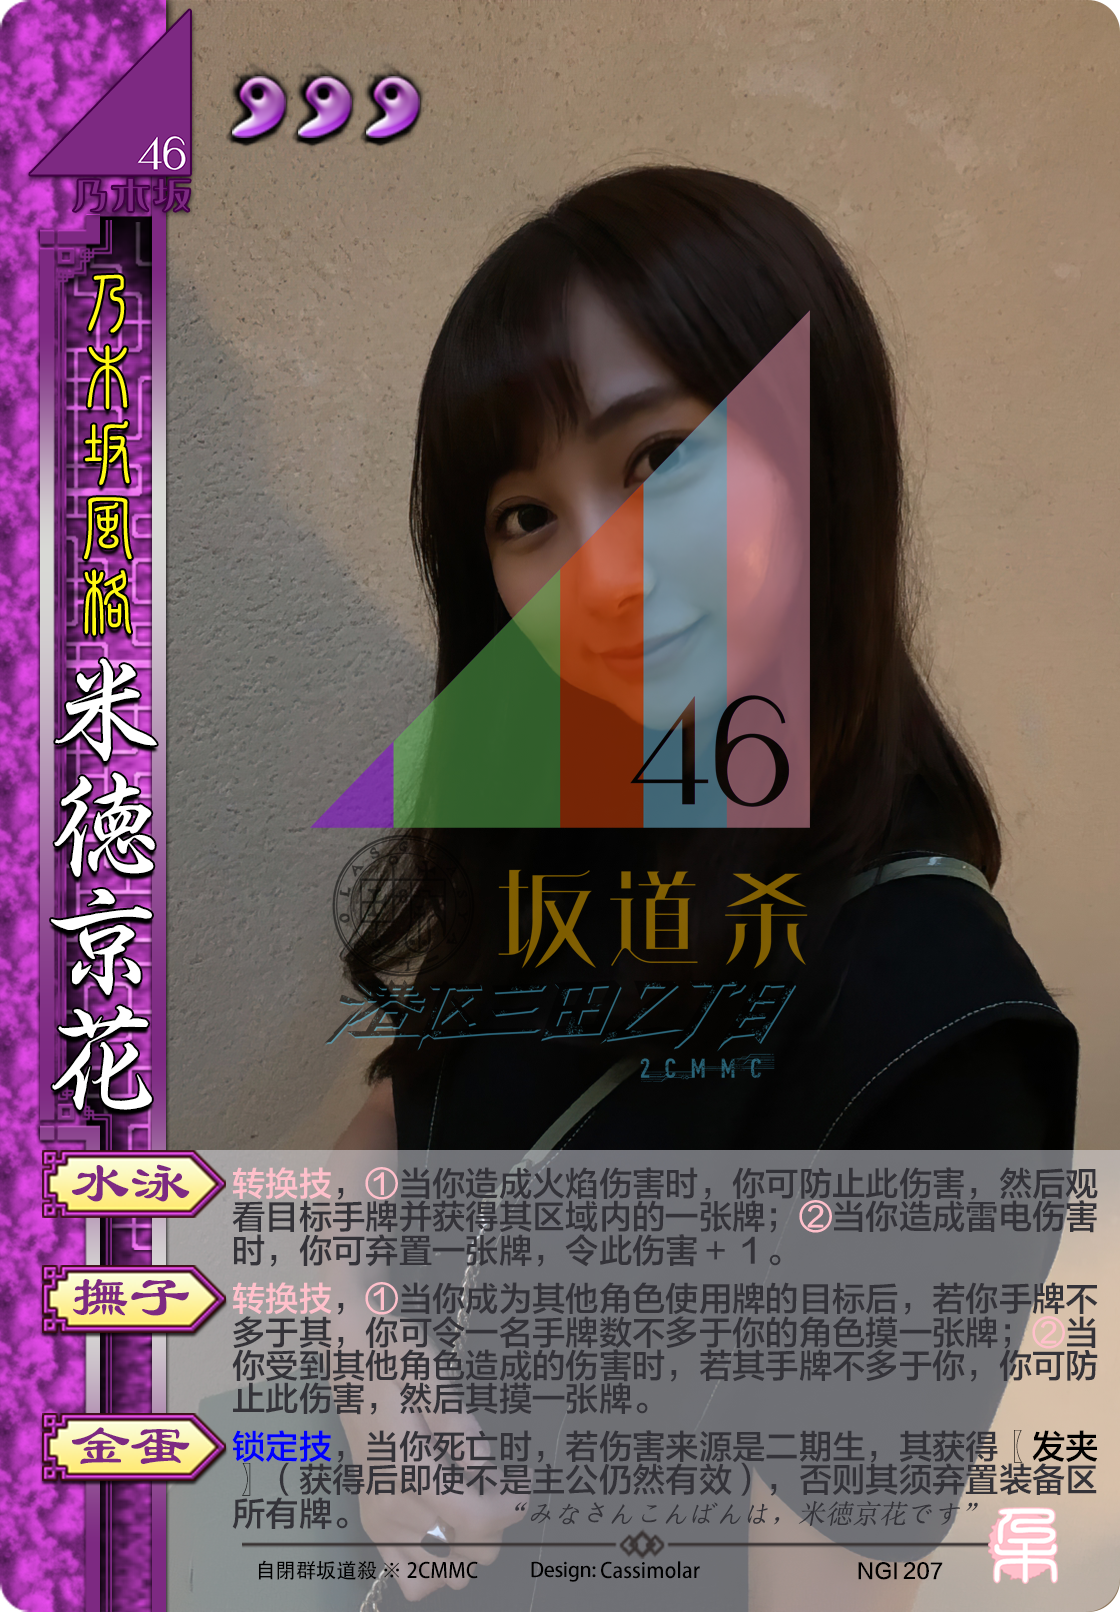 46
乃木坂
乃木坂風格
米徳京花
46
坂道杀
港区三田乙丁目
2CMMC
水泳
转换技，①当你造成火焰伤害时，你可防止此伤害，然后观
看目标手牌并获得其区域内的一张牌；②当你造成雷电伤害
时，你可弃置一张牌，令此伤害＋１。
撫子
转换技，①当你成为其他角色使用牌的目标后，若你手牌不
多于其，你可令一名手牌数不多于你的角色摸一张牌；②当
你受到其他角色造成的伤害时，若其手牌不多于你，你可防
止此伤害，然后其摸一张牌。
金蛋
锁定技，当你死亡时，若伤害来源是二期生，其获得〖发夹
〗（获得后即使不是主公仍然有效），否则其须弃置装备区
所有牌。
“みなさんこんばんは，米徳京花です”
自閉群坂道殺 ※ 2CMMC
Design: Cassimolar
NGI 207